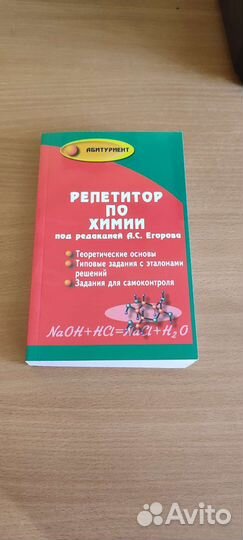 АБИТУРИЕНТ
РЕПЕТИТОР
ПО
ХИМИИ
под редакцией А.С. Егорова
Теоретические основы
Типовые задания с эталонами
решений
Задания для самоконтроля
NaOH+HCl=NaCl+H₂O
Avito